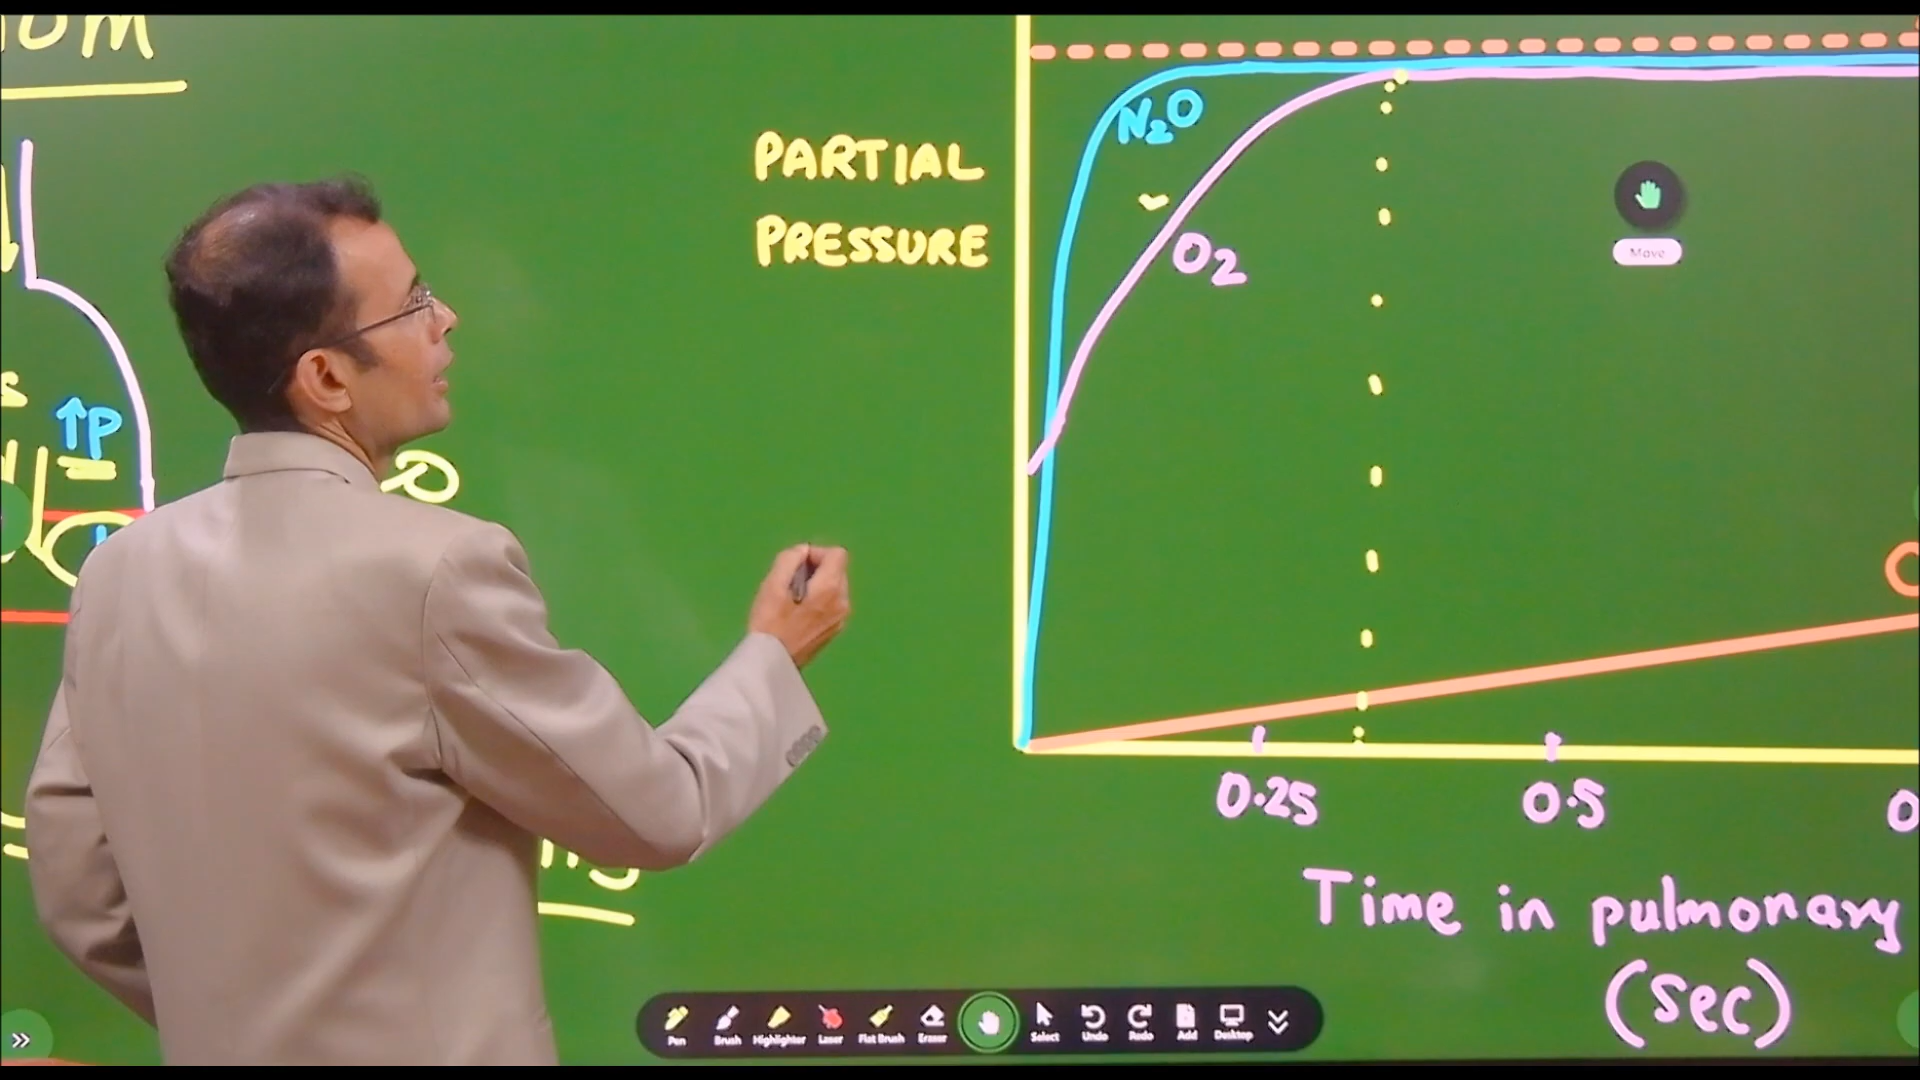 PARTIAL
PRESSURE
N₂O
O₂
↑P
Move
0.25
0.5
0
Time in pulmonary
(sec)
Pen
Brush
Highlighter
Laser
Flat Brush
Eraser
Select
Undo
Redo
Add
Desktop